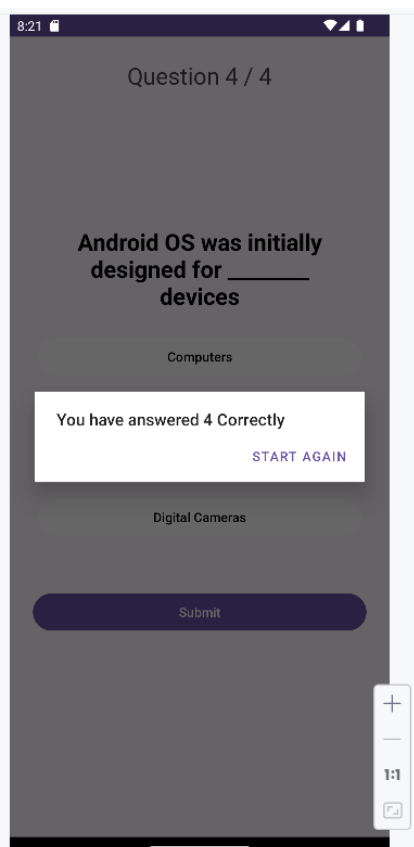 8:21
Question 4 / 4
Android OS was initially
designed for _______
devices
Computers
You have answered 4 Correctly
START AGAIN
Digital Cameras
Submit
1:1